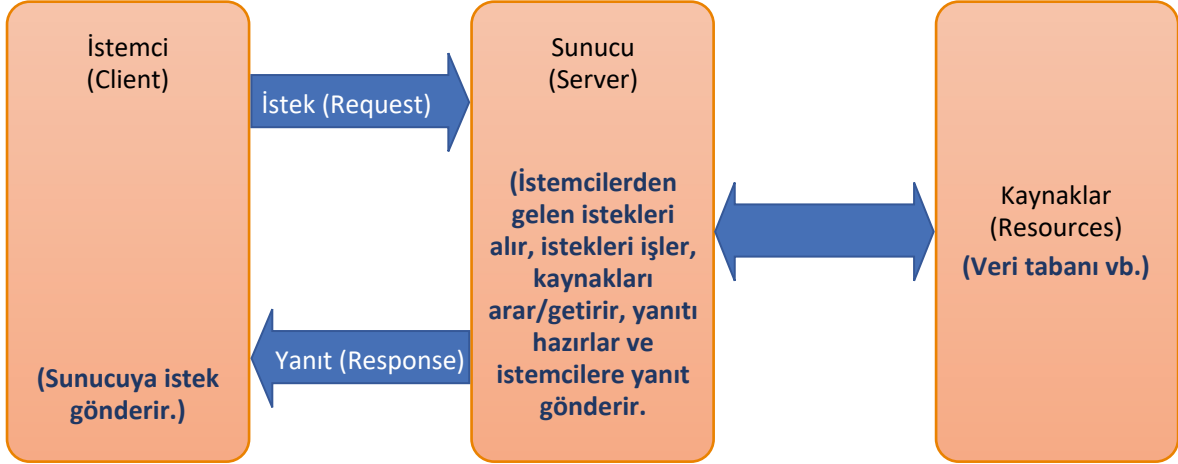 İstemci
(Client)
(Sunucuya istek
gönderir.)
İstek (Request)
Yanıt (Response)
Sunucu
(Server)
(İstemcilerden
gelen istekleri
alır, istekleri işler,
kaynakları
arar/getirir, yanıtı
hazırlar ve
istemcilere yanıt
gönderir.
Kaynaklar
(Resources)
(Veri tabanı vb.)